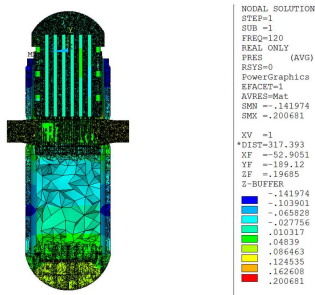 NODAL SOLUTION
STEP=1
SUB =1
FREQ=120
REAL ONLY
PRES (AVG)
RSYS=0
PowerGraphics
EFACET=1
AVRES=Mat
SMN =-.141974
SMX =.200681
XV =1
*DIST=317.393
XF =-52.9051
YF =-189.12
ZF =.19685
Z-BUFFER
-.141974
-.103901
-.065828
-.027756
.010317
.04839
.086463
.124535
.162608
.200681